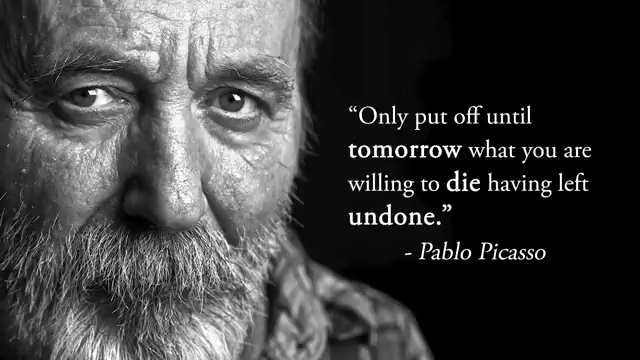 “Only put off until
tomorrow what you are
willing to die having left
undone.”
- Pablo Picasso